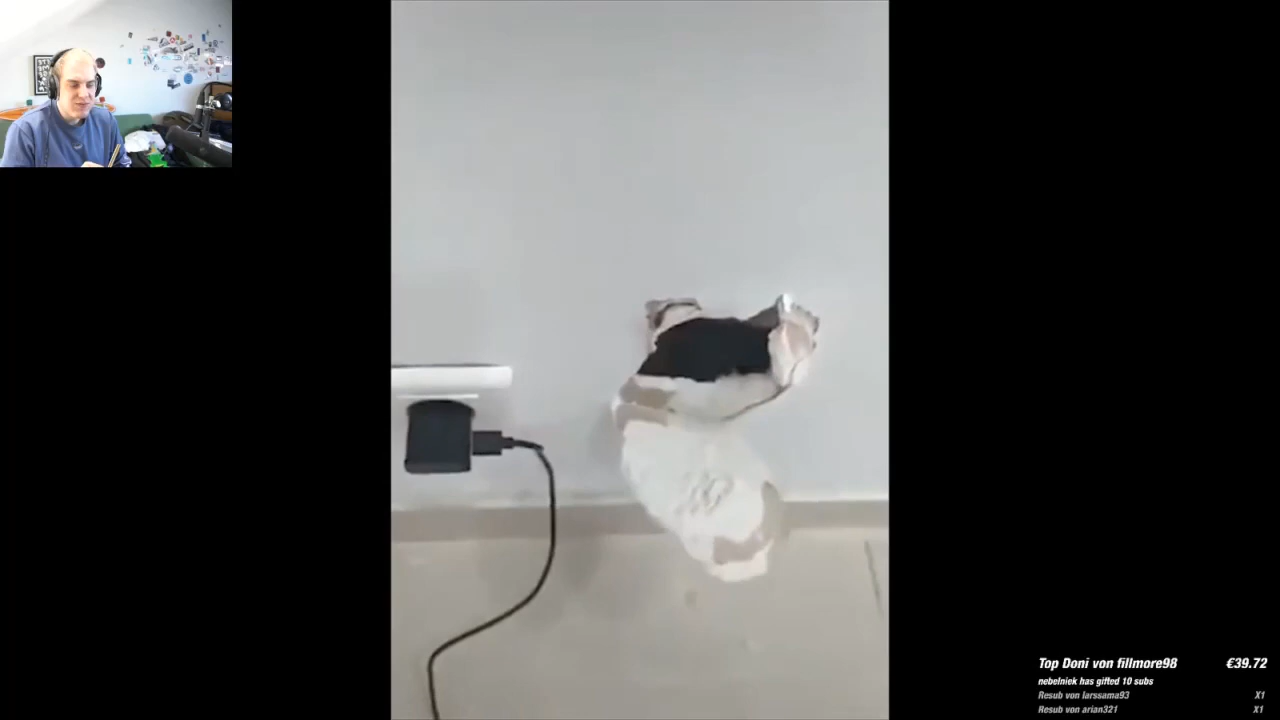 Top Doni von fillmore98 €39.72
nebelniek has gifted 10 subs
Resub von larssama93 X1
Resub von arian321 X1